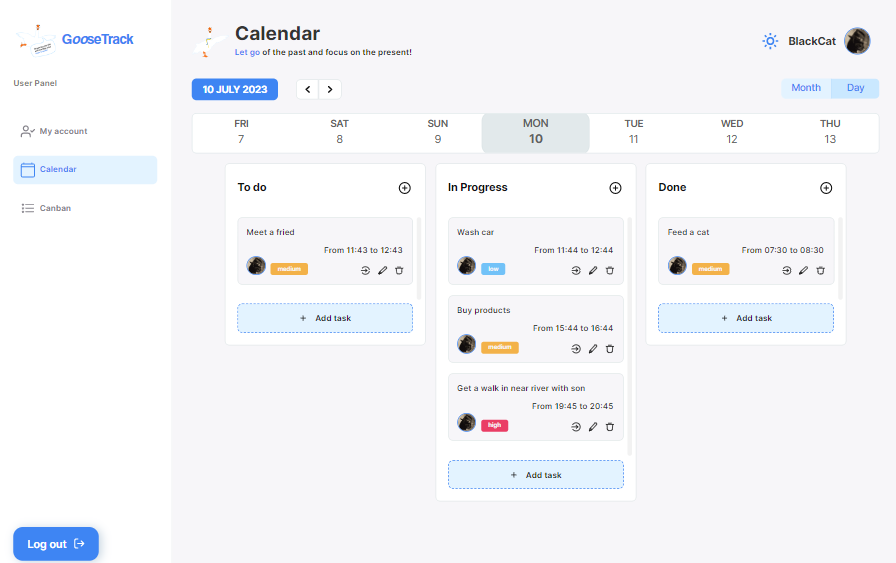 GooseTrack
User Panel
My account
Calendar
Canban
Log out
Calendar
Let go of the past and focus on the present!
BlackCat
10 JULY 2023
Month Day
FRI SAT SUN MON TUE WED THU
7 8 9 10 11 12 13
To do
Meet a fried
From 11:43 to 12:43
medium
+ Add task
In Progress
Wash car
From 11:44 to 12:44
low
Buy products
From 15:44 to 16:44
medium
Get a walk in near river with son
From 19:45 to 20:45
high
+ Add task
Done
Feed a cat
From 07:30 to 08:30
medium
+ Add task